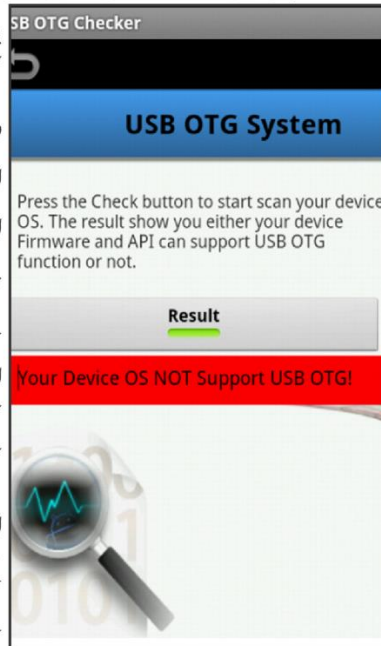 SB OTG Checker
USB OTG System
Press the Check button to start scan your device
OS. The result show you either your device
Firmware and API can support USB OTG
function or not.
Result
Your Device OS NOT Support USB OTG!